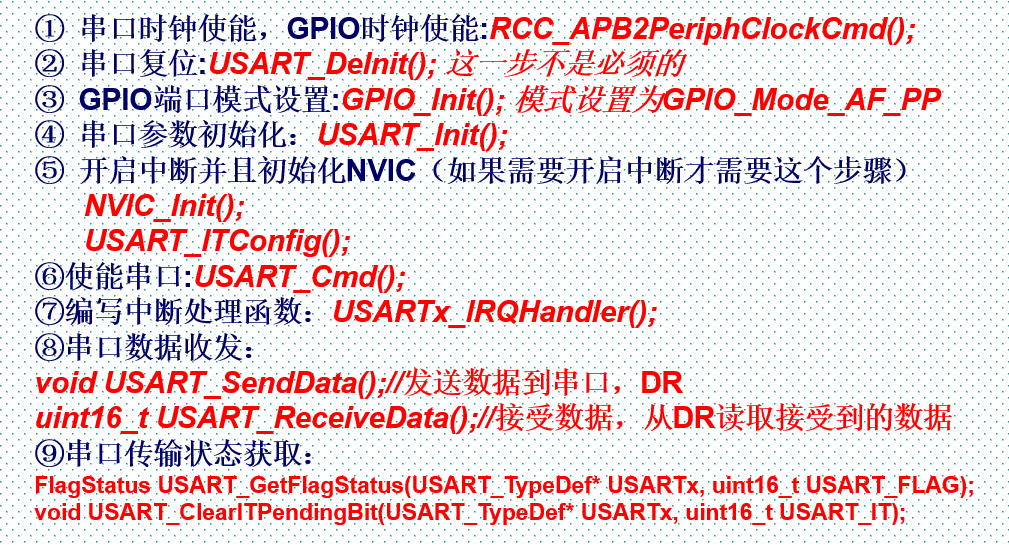 ① 串口时钟使能，GPIO时钟使能:RCC_APB2PeriphClockCmd();
② 串口复位:USART_DeInit(); 这一步不是必须的
③ GPIO端口模式设置:GPIO_Init(); 模式设置为GPIO_Mode_AF_PP
④ 串口参数初始化：USART_Init();
⑤ 开启中断并且初始化NVIC（如果需要开启中断才需要这个步骤）
NVIC_Init();
USART_ITConfig();
⑥使能串口:USART_Cmd();
⑦编写中断处理函数：USARTx_IRQHandler();
⑧串口数据收发：
void USART_SendData();//发送数据到串口，DR
uint16_t USART_ReceiveData();//接受数据，从DR读取接受到的数据
⑨串口传输状态获取：
FlagStatus USART_GetFlagStatus(USART_TypeDef* USARTx, uint16_t USART_FLAG);
void USART_ClearITPendingBit(USART_TypeDef* USARTx, uint16_t USART_IT);